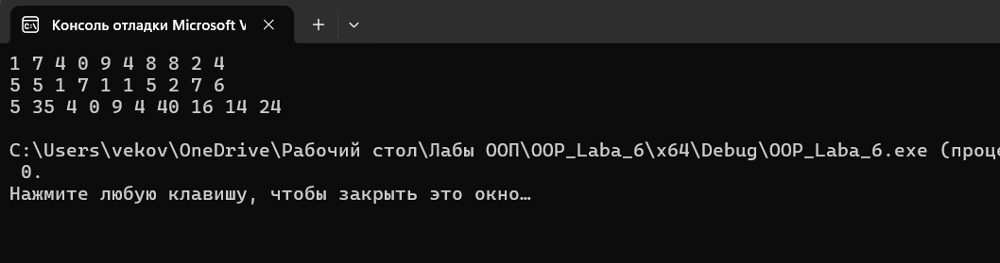 Консоль отладки Microsoft V
1 7 4 0 9 4 8 8 2 4
5 5 1 7 1 1 5 2 7 6
5 35 4 0 9 4 40 16 14 24
C:\Users\vekov\OneDrive\Рабочий стол\Лабы ООП\OOP_Laba_6\x64\Debug\OOP_Laba_6.exe (проце
0.
Нажмите любую клавишу, чтобы закрыть это окно…